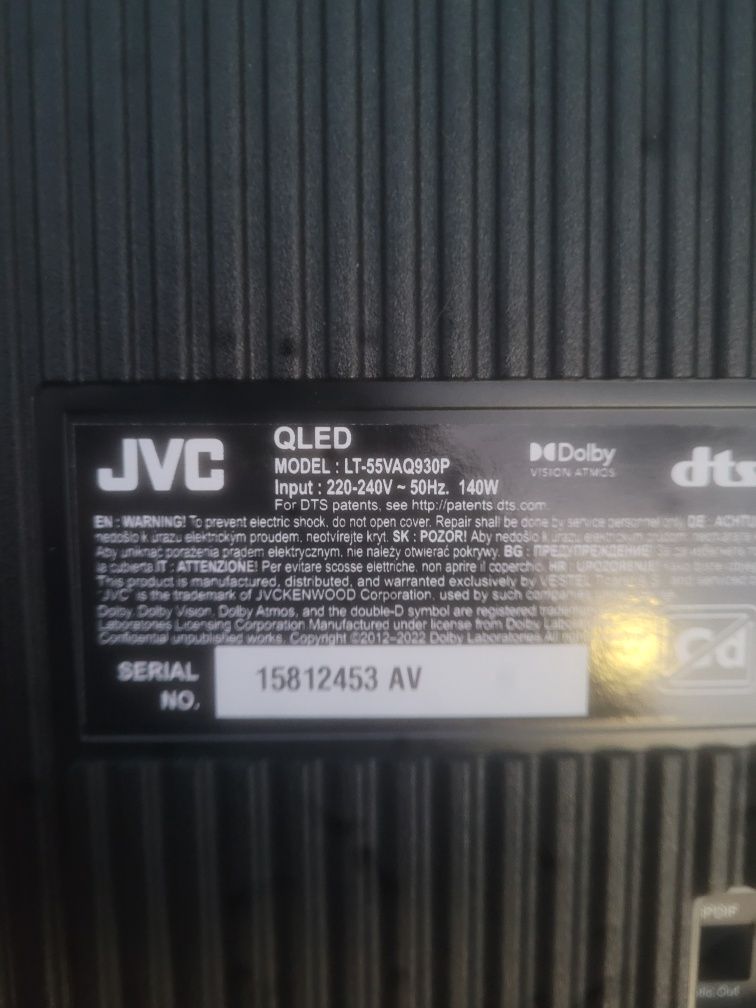 JVC
QLED
MODEL : LT-55VAQ930P
Input : 220-240V ~ 50Hz. 140W
For DTS patents, see http://patents.dts.com.
Dolby
VISION·ATMOS
dts
EN : WARNING! To prevent electric shock, do not open cover. Repair shall be done by service personnel only. DE : ACHT
nedošlo k úrazu elektrickým proudem, neotvírejte kryt. SK : POZOR! Aby nedošlo k úrazu elektrickým prúdom,
Aby uniknąć porażenia prądem elektrycznym, nie należy otwierać pokrywy. BG : ПРЕДУПРЕЖДЕНИЕ!
la cubierta IT : ATTENZIONE! Per evitare scosse elettriche, non aprire il coperchio. HR : UPOZORENJE!
This product is manufactured, distributed, and warranted exclusively by VESTEL
"JVC" is the trademark of JVCKENWOOD Corporation, used by such companies
Dolby, Dolby Vision, Dolby Atmos, and the double-D symbol are registered
Laboratories Licensing Corporation. Manufactured under license from Dolby
Confidential unpublished works. Copyright ©2012–2022 Dolby Laboratories. All
Cd
SERIAL
NO.
15812453 AV
PDIF
Out